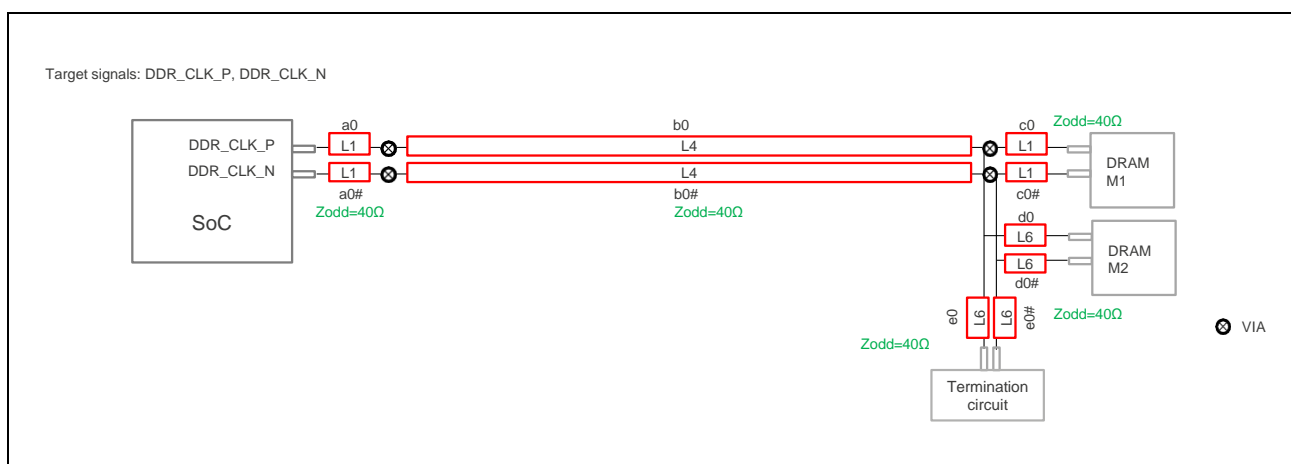 Target signals: DDR_CLK_P, DDR_CLK_N
a0
b0
c0
Zodd=40Ω
DDR_CLK_P
L1
L4
L1
DRAM
M1
DDR_CLK_N
L1
L4
L1
a0#
b0#
c0#
Zodd=40Ω
Zodd=40Ω
SoC
d0
L6
DRAM
M2
L6
d0#
e0
L6
L6
e0#
Zodd=40Ω
VIA
Zodd=40Ω
Termination
circuit